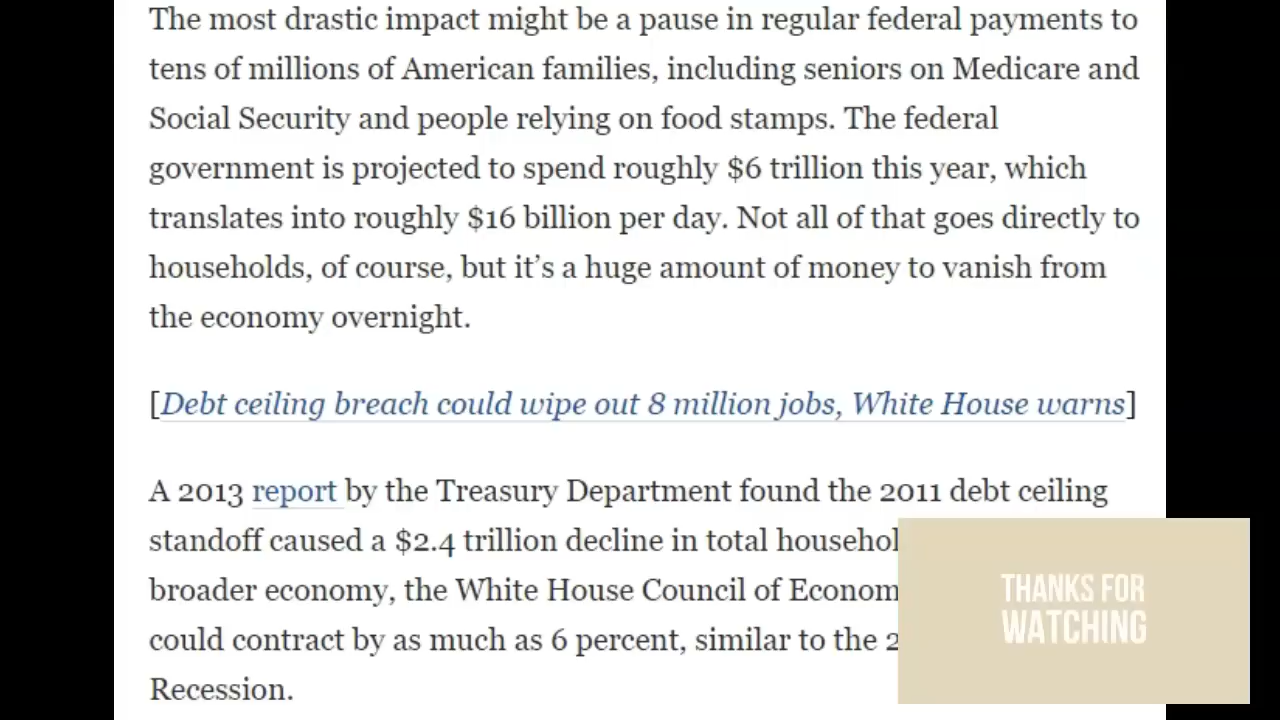 The most drastic impact might be a pause in regular federal payments to
tens of millions of American families, including seniors on Medicare and
Social Security and people relying on food stamps. The federal
government is projected to spend roughly $6 trillion this year, which
translates into roughly $16 billion per day. Not all of that goes directly to
households, of course, but it’s a huge amount of money to vanish from
the economy overnight.
[Debt ceiling breach could wipe out 8 million jobs, White House warns]
A 2013 report by the Treasury Department found the 2011 debt ceiling
standoff caused a $2.4 trillion decline in total
broader economy, the White House Council of
could contract by as much as 6 percent, similar to the
Recession.
THANKS FOR
WATCHING